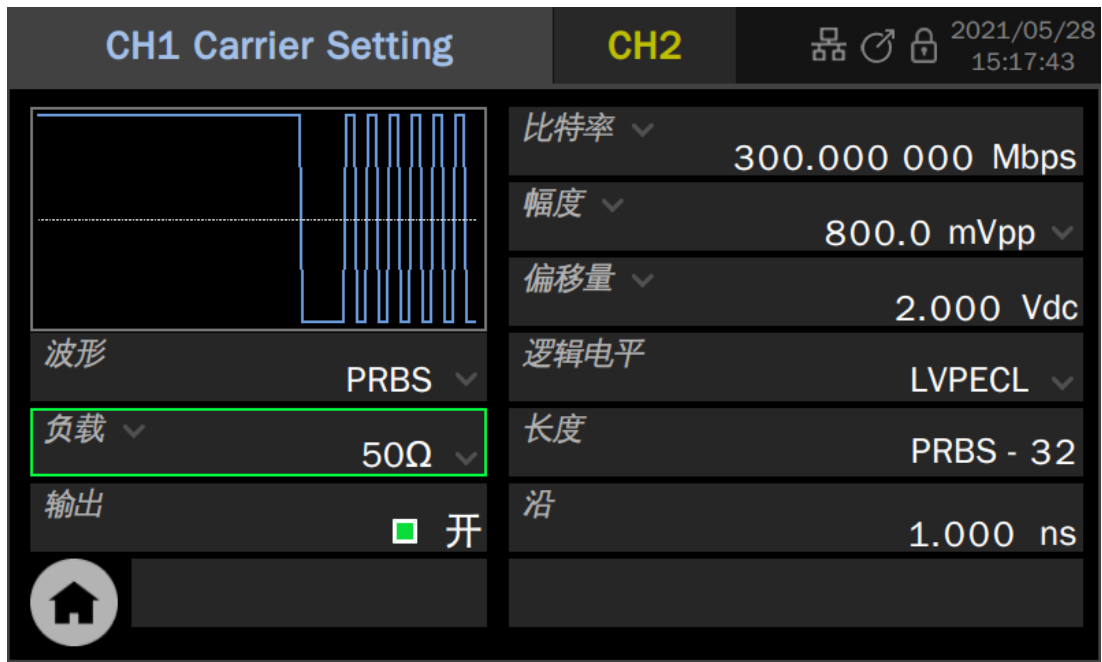 CH1 Carrier Setting
CH2
2021/05/28
15:17:43
比特率
300.000 000 Mbps
幅度
800.0 mVpp
偏移量
2.000 Vdc
波形
PRBS
逻辑电平
LVPECL
负载
50Ω
长度
PRBS - 32
输出
开
沿
1.000 ns